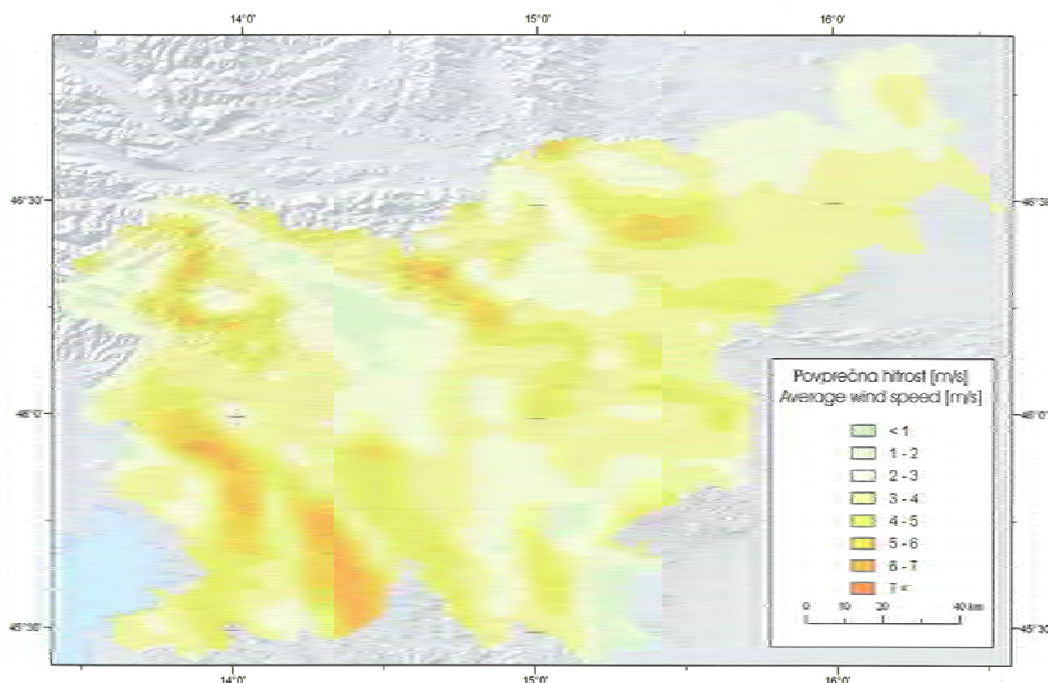 14°0'
15°0'
16°0'
46°30'
46°30'
46°0'
46°0'
45°30'
45°30'
14°0'
15°0'
16°0'
Povprečna hitrost [m/s]
Average wind speed [m/s]
< 1
1 - 2
2 - 3
3 - 4
4 - 5
5 - 6
6 - 7
7 <
0 10 20 40 km